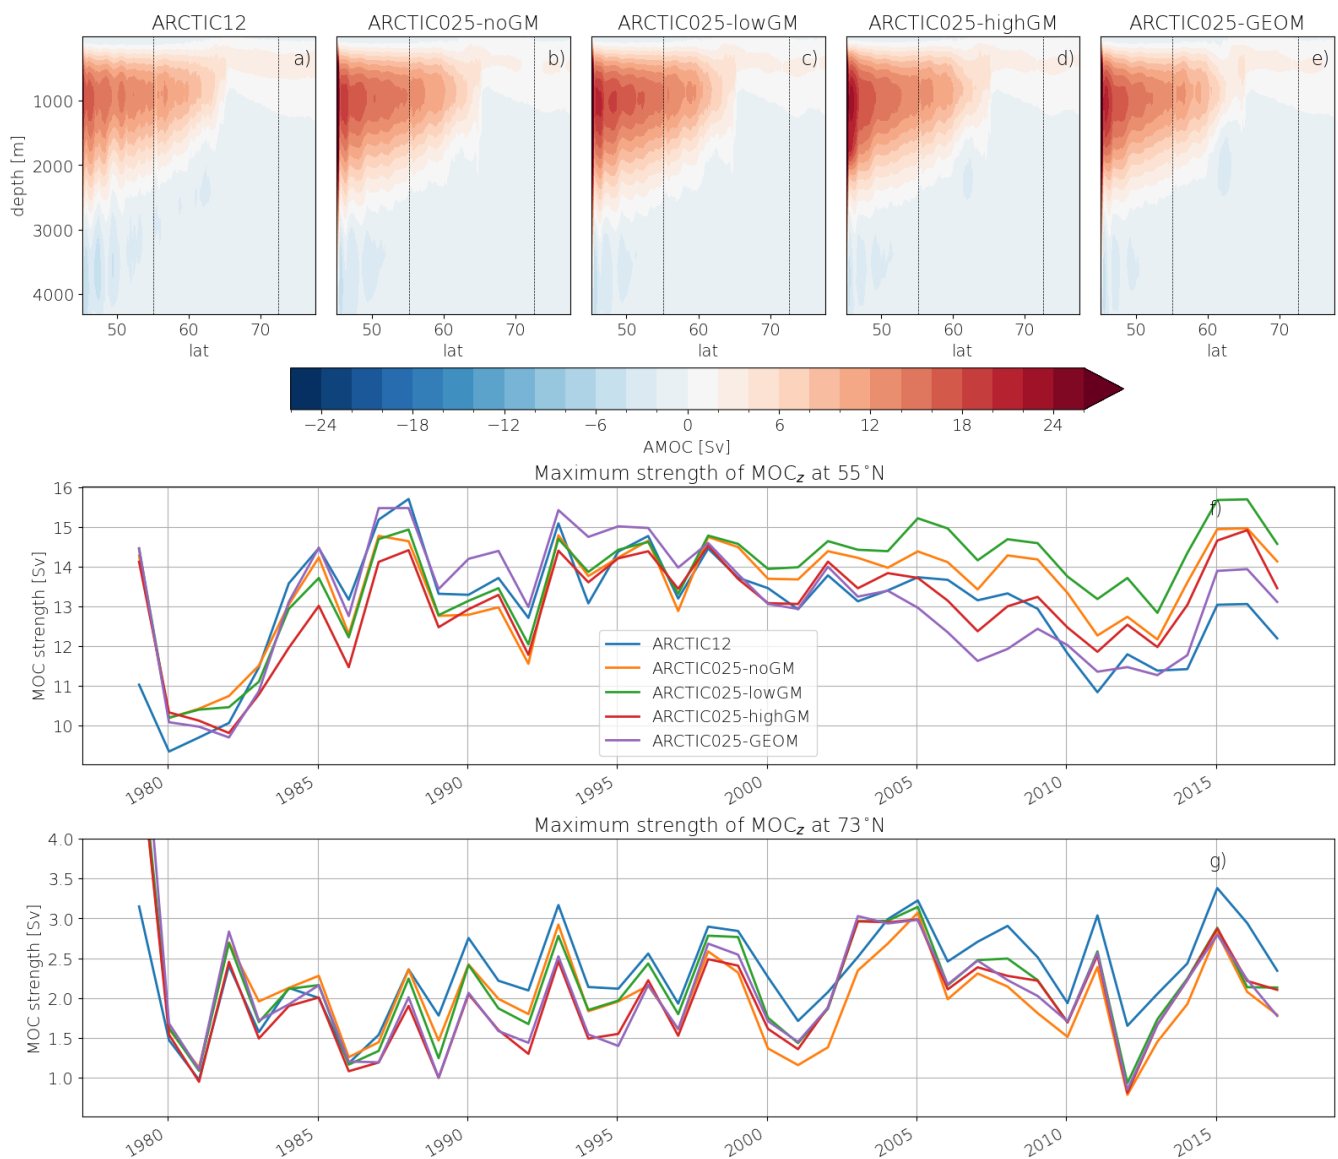 ARCTIC12 ARCTIC025-noGM ARCTIC025-lowGM ARCTIC025-highGM ARCTIC025-GEOM
a) b) c) d) e)
depth [m]
1000
2000
3000
4000
50 60 70 50 60 70 50 60 70 50 60 70 50 60 70
lat lat lat lat lat
−24 −18 −12 −6 0 6 12 18 24
AMOC [Sv]
Maximum strength of MOCz at 55°N
f)
MOC strength [Sv]
16
15
14
13
12
11
10
ARCTIC12
ARCTIC025-noGM
ARCTIC025-lowGM
ARCTIC025-highGM
ARCTIC025-GEOM
1980 1985 1990 1995 2000 2005 2010 2015
Maximum strength of MOCz at 73°N
g)
MOC strength [Sv]
4.0
3.5
3.0
2.5
2.0
1.5
1.0
1980 1985 1990 1995 2000 2005 2010 2015